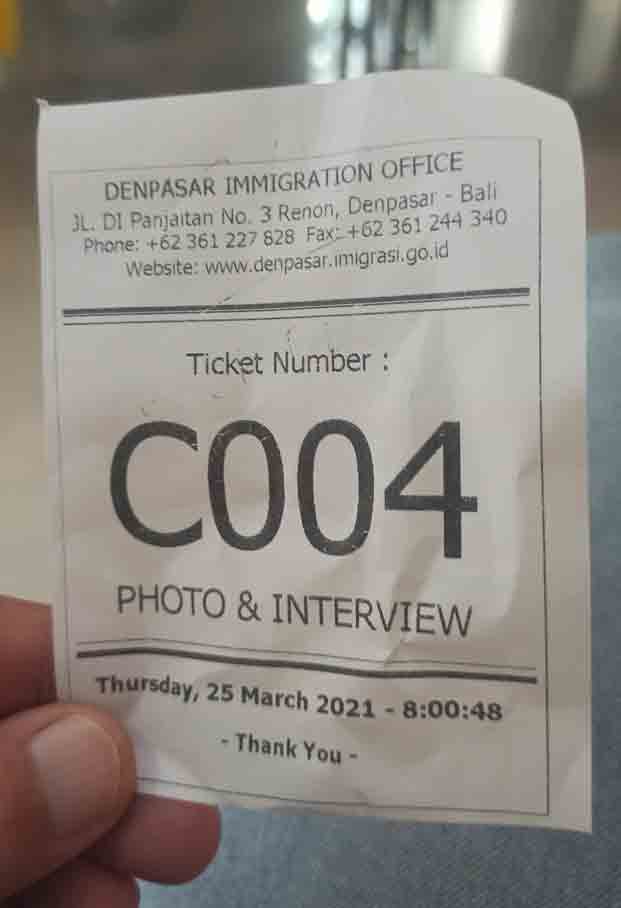 DENPASAR IMMIGRATION OFFICE
JL. DI Panjaitan No. 3 Renon, Denpasar - Bali
Phone: +62 361 227 828 Fax: +62 361 244 340
Website: www.denpasar.imigrasi.go.id
Ticket Number :
C004
PHOTO & INTERVIEW
Thursday, 25 March 2021 - 8:00:48
- Thank You -